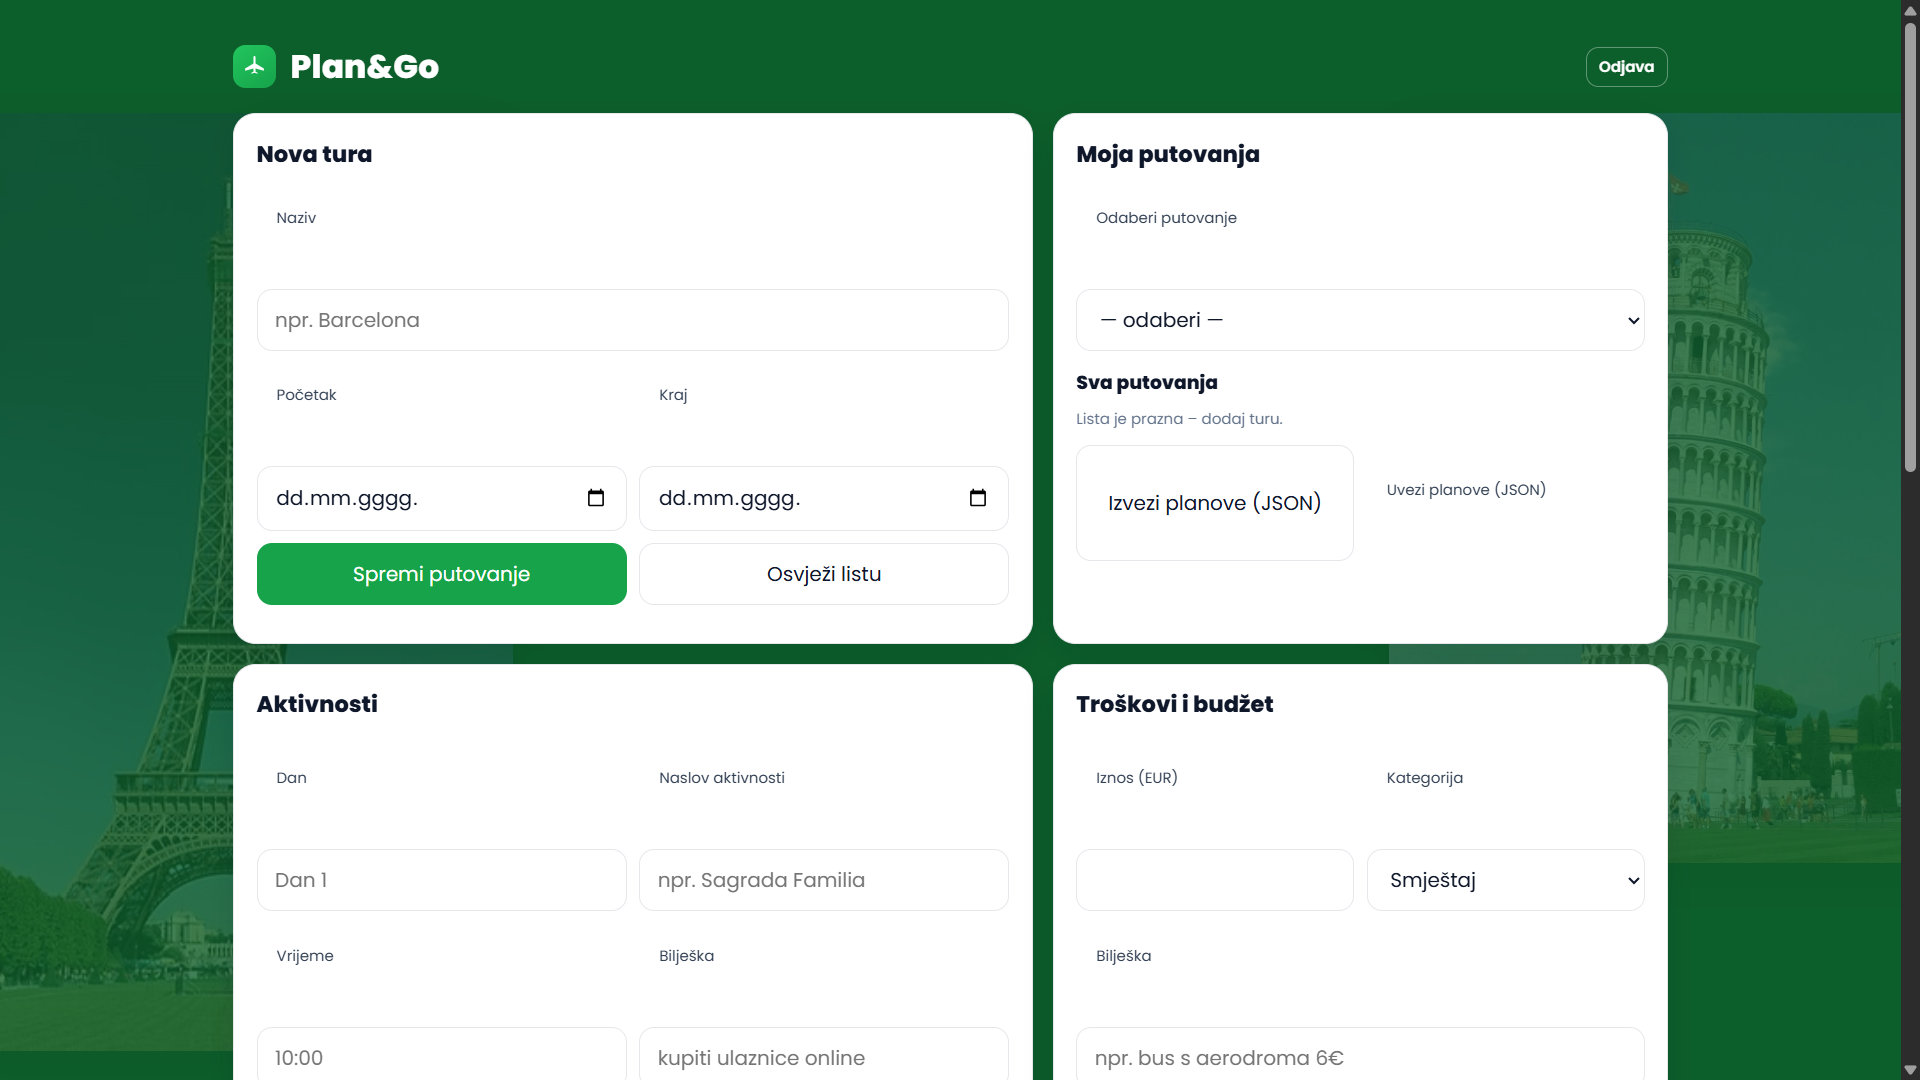 Plan&Go
Odjava
Nova tura
Naziv
npr. Barcelona
Početak
Kraj
dd.mm.gggg.
dd.mm.gggg.
Spremi putovanje
Osvježi listu
Moja putovanja
Odaberi putovanje
— odaberi —
Sva putovanja
Lista je prazna – dodaj turu.
Izvezi planove (JSON)
Uvezi planove (JSON)
Aktivnosti
Dan
Naslov aktivnosti
Dan 1
npr. Sagrada Familia
Vrijeme
Bilješka
10:00
kupiti ulaznice online
Troškovi i budžet
Iznos (EUR)
Kategorija
Smještaj
Bilješka
npr. bus s aerodroma 6€